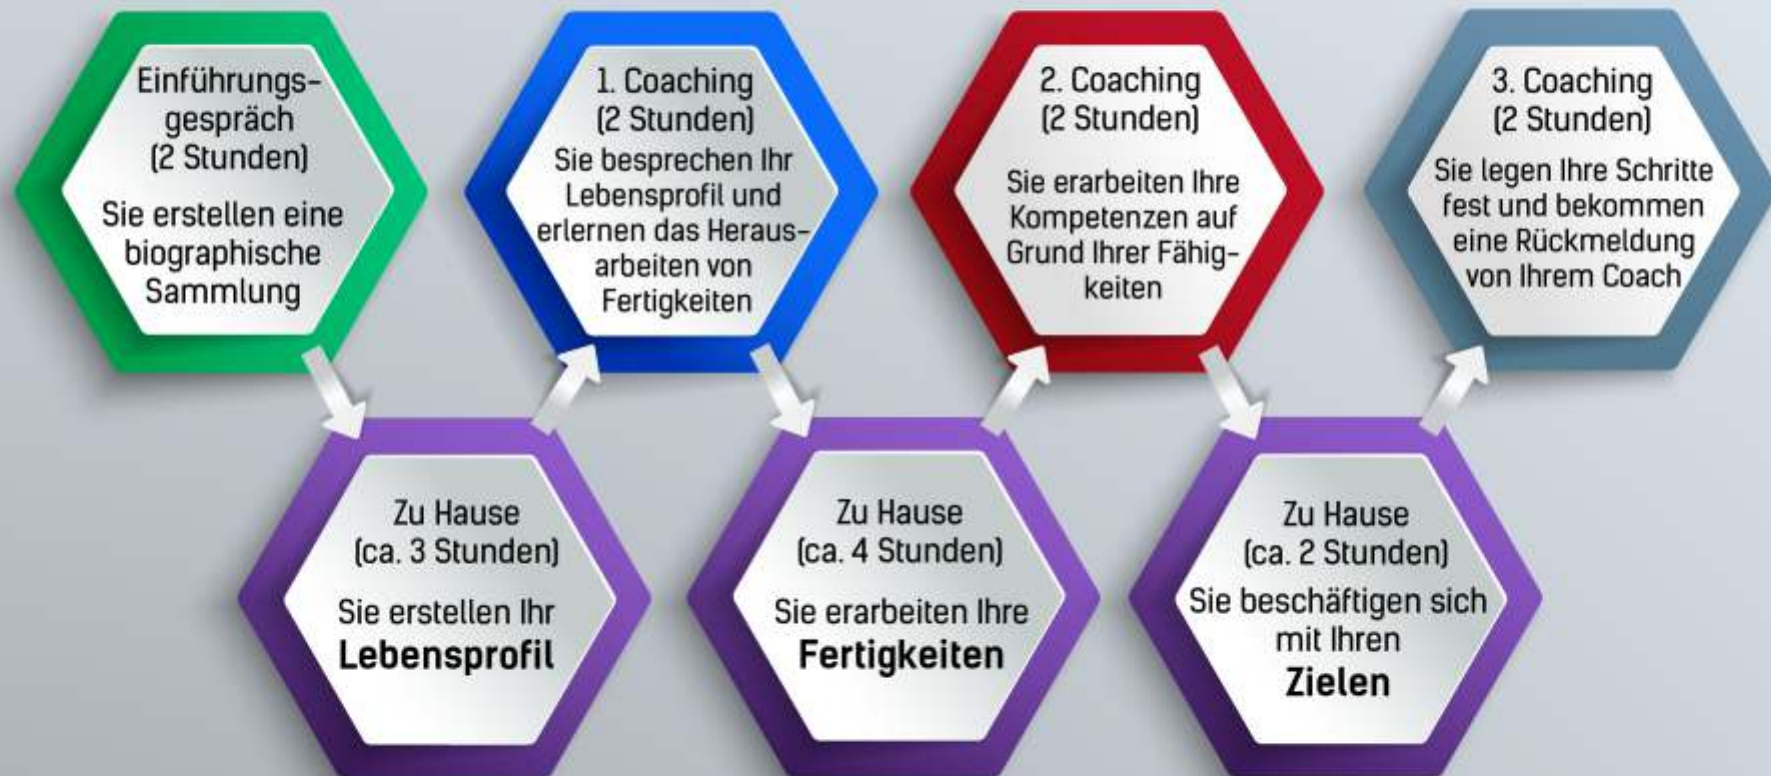 Einführungs-
gespräch
(2 Stunden)
Sie erstellen eine
biographische
Sammlung
Zu Hause
(ca. 3 Stunden)
Sie erstellen Ihr
Lebensprofil
1. Coaching
(2 Stunden)
Sie besprechen Ihr
Lebensprofil und
erlernen das Heraus-
arbeiten von
Fertigkeiten
Zu Hause
(ca. 4 Stunden)
Sie erarbeiten Ihre
Fertigkeiten
2. Coaching
(2 Stunden)
Sie erarbeiten Ihre
Kompetenzen auf
Grund Ihrer Fähig-
keiten
Zu Hause
(ca. 2 Stunden)
Sie beschäftigen sich
mit Ihren
Zielen
3. Coaching
(2 Stunden)
Sie legen Ihre Schritte
fest und bekommen
eine Rückmeldung
von Ihrem Coach